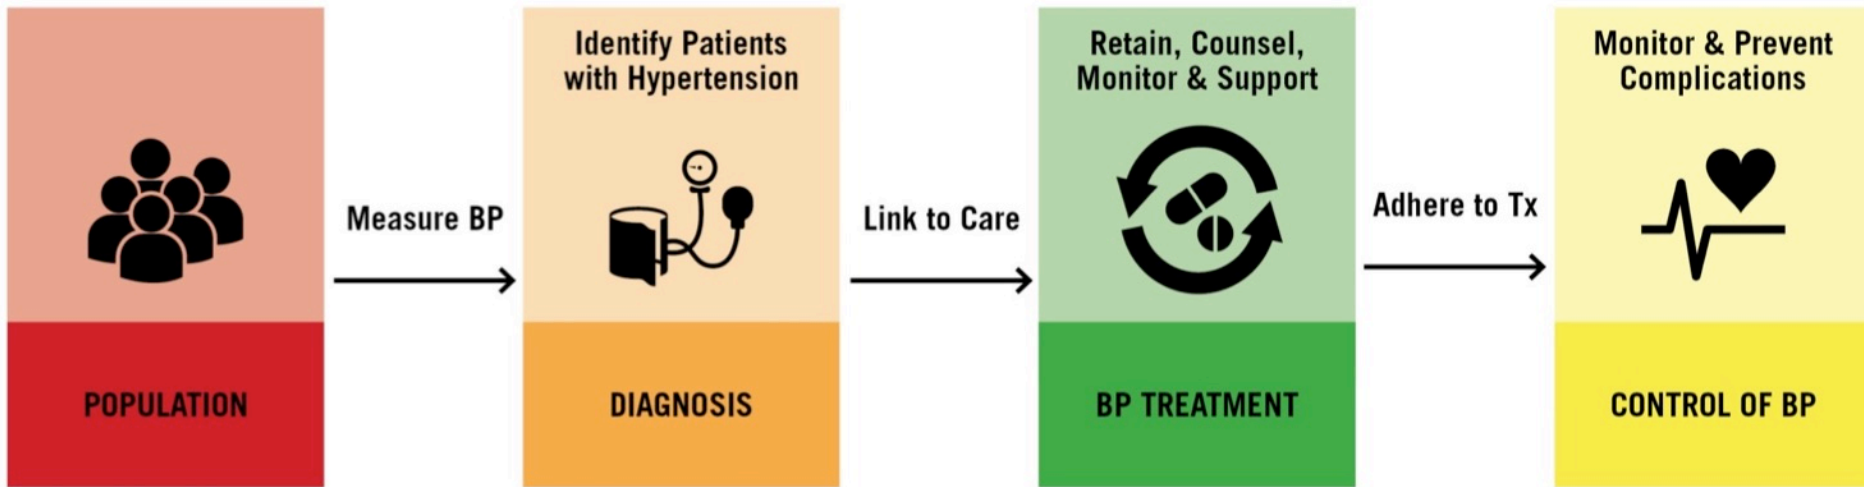 POPULATION
Measure BP
Identify Patients
with Hypertension
DIAGNOSIS
Link to Care
Retain, Counsel,
Monitor & Support
BP TREATMENT
Adhere to Tx
Monitor & Prevent
Complications
CONTROL OF BP